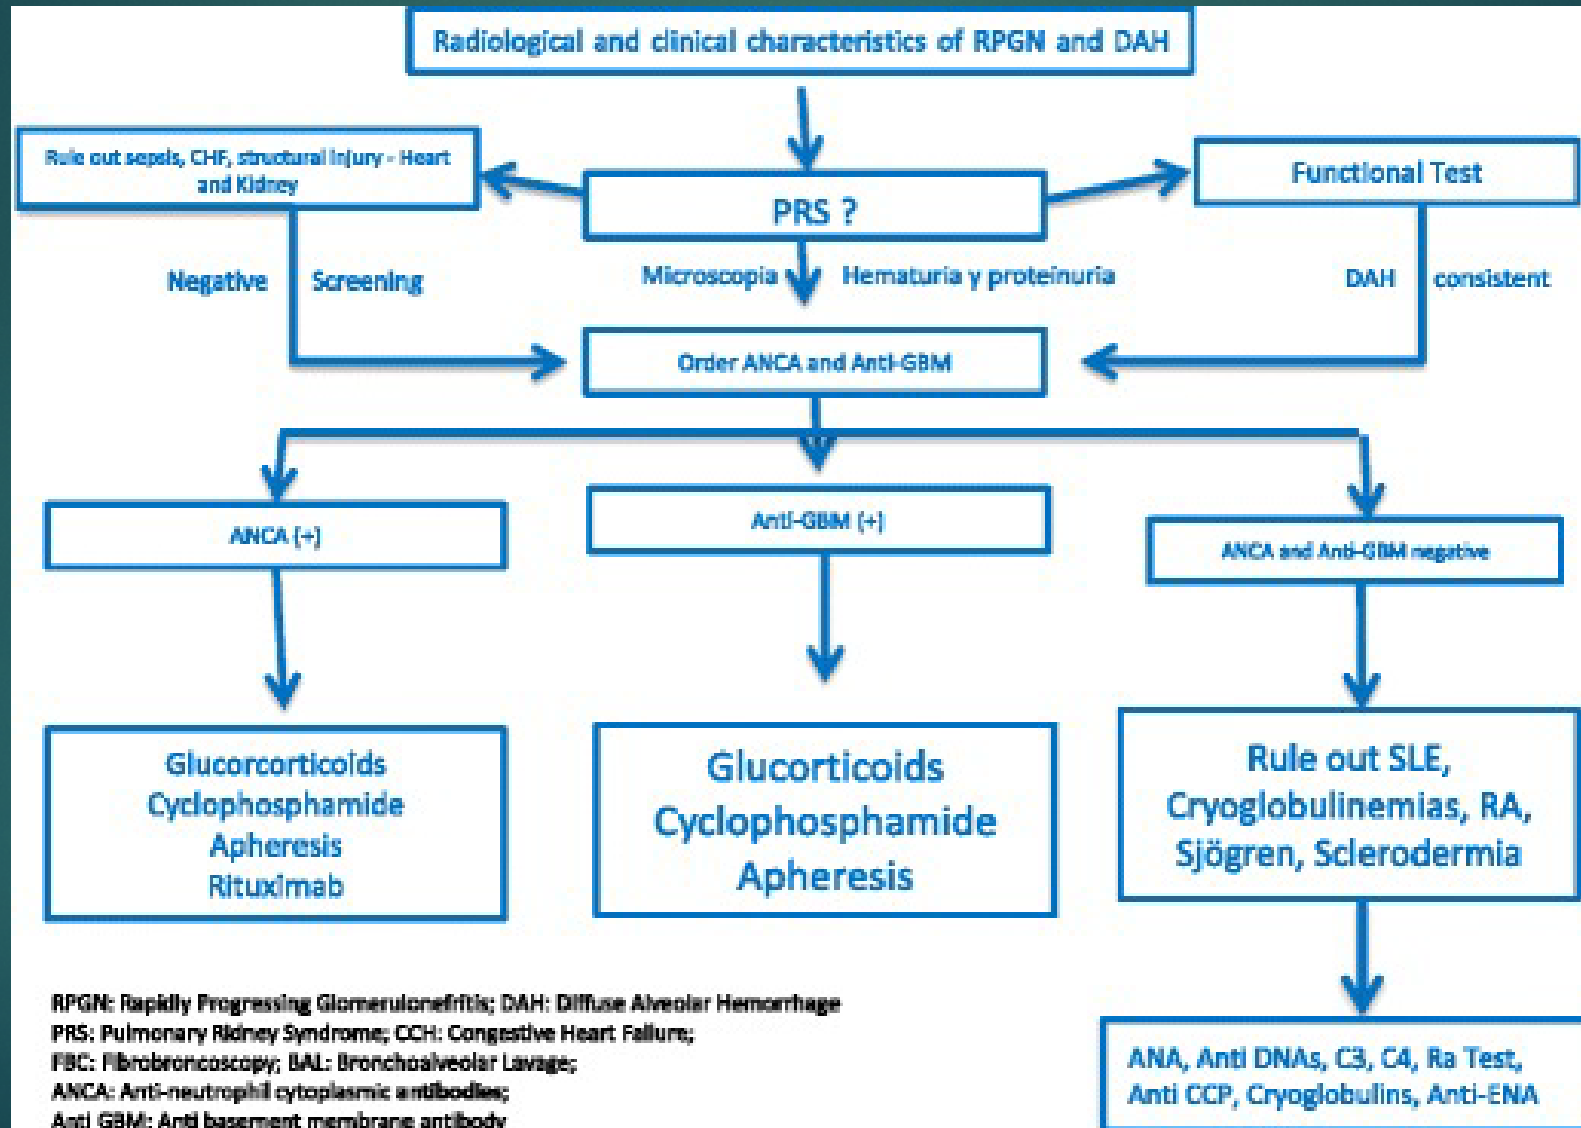 Radiological and clinical characteristics of RPGN and DAH
Rule out sepsis, CHF, structural injury - Heart
and Kidney
PRS ?
Functional Test
Negative Screening
Microscopia Hematuria y proteinuria
DAH consistent
Order ANCA and Anti-GBM
ANCA (+)
Anti-GBM (+)
ANCA and Anti-GBM negative
Glucorcorticoids
Cyclophosphamide
Apheresis
Rituximab
Glucorticoids
Cyclophosphamide
Apheresis
Rule out SLE,
Cryoglobulinemias, RA,
Sjögren, Sclerodermia
ANA, Anti DNAs, C3, C4, Ra Test,
Anti CCP, Cryoglobulins, Anti-ENA
RPGN: Rapidly Progressing Glomerulonefritis; DAH: Diffuse Alveolar Hemorrhage
PRS: Pulmonary Ridney Syndrome; CCH: Congestive Heart Failure;
FBC: Fibrobroncoscopy; BAL: Bronchoalveolar Lavage;
ANCA: Anti-neutrophil cytoplasmic antibodies;
Anti GBM: Anti basement membrane antibody